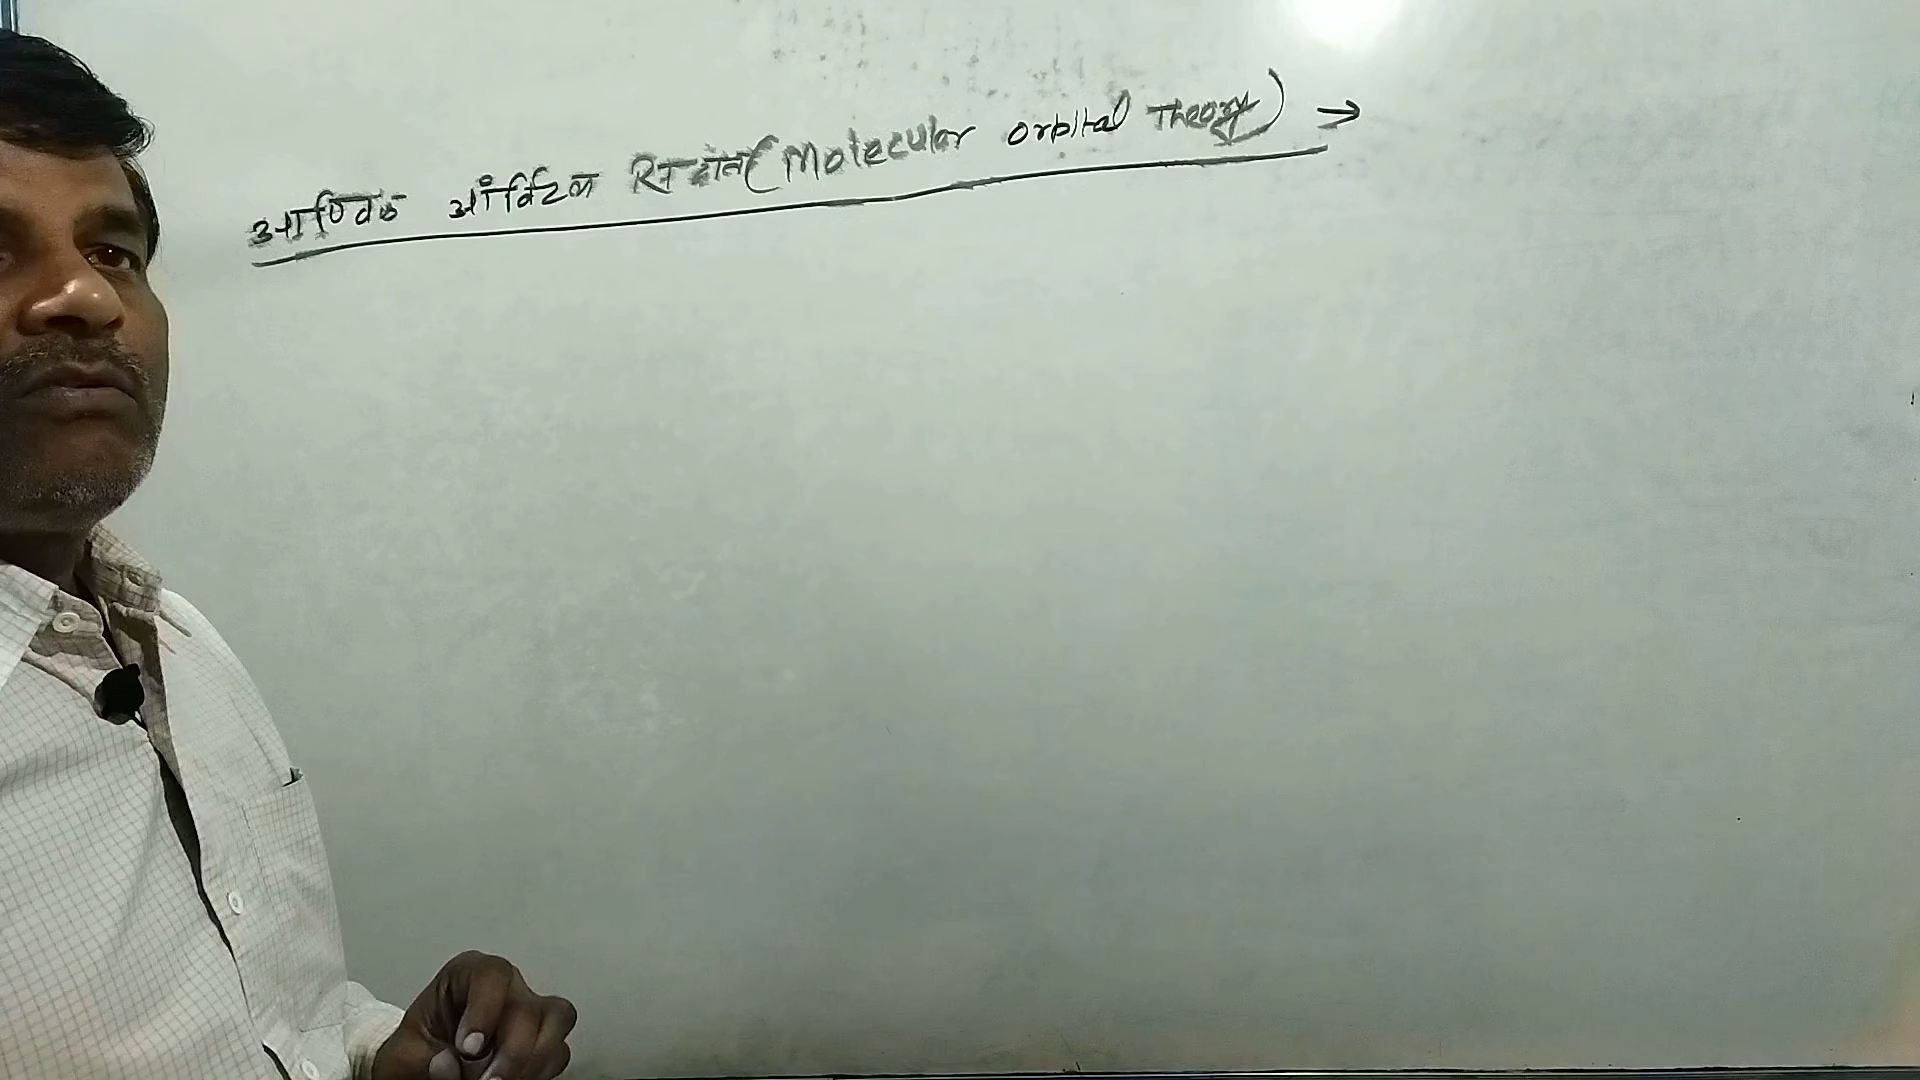 आण्विक ऑर्बिटल सिद्धांत (Molecular orbital Theory) →